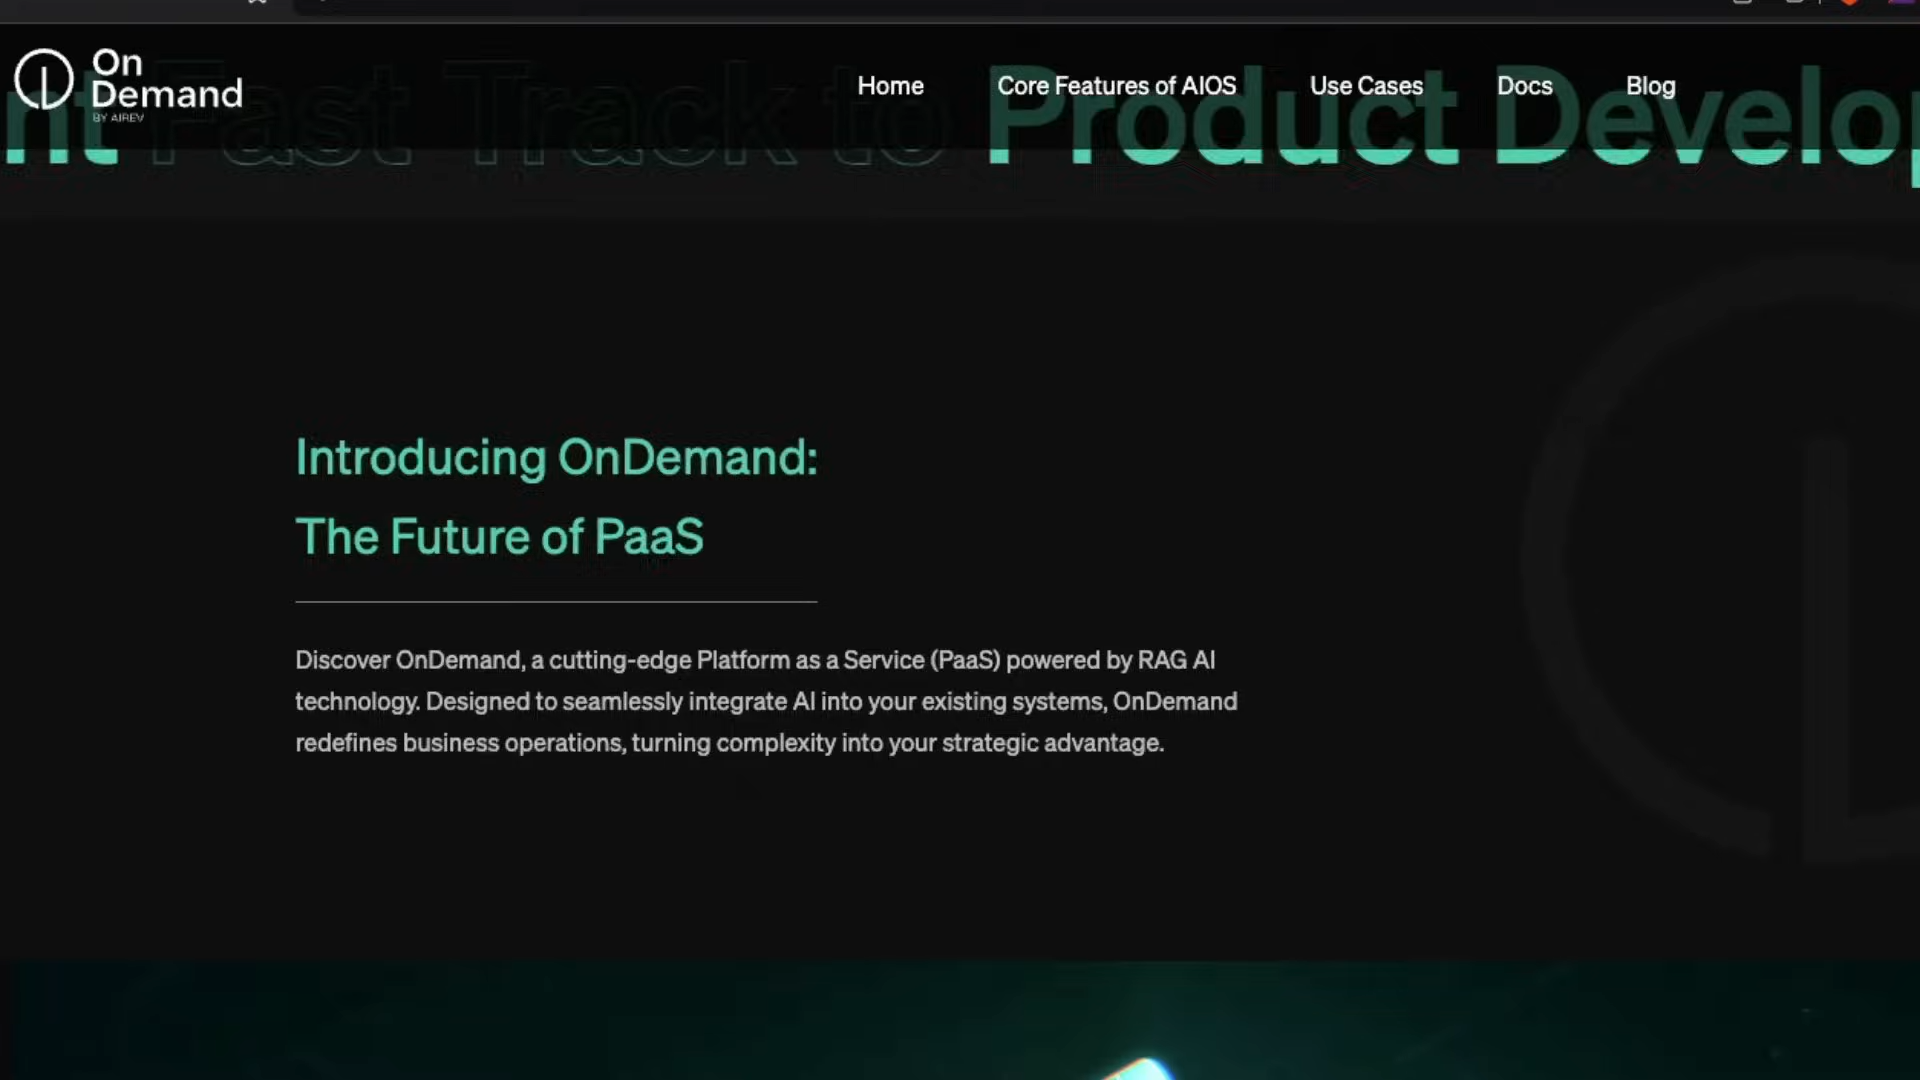 On
Demand
BY AIREV
Home
Core Features of AIOS
Use Cases
Docs
Blog
nt Fast Track to Product Develop
Introducing OnDemand:
The Future of PaaS
Discover OnDemand, a cutting-edge Platform as a Service (PaaS) powered by RAG AI
technology. Designed to seamlessly integrate AI into your existing systems, OnDemand
redefines business operations, turning complexity into your strategic advantage.